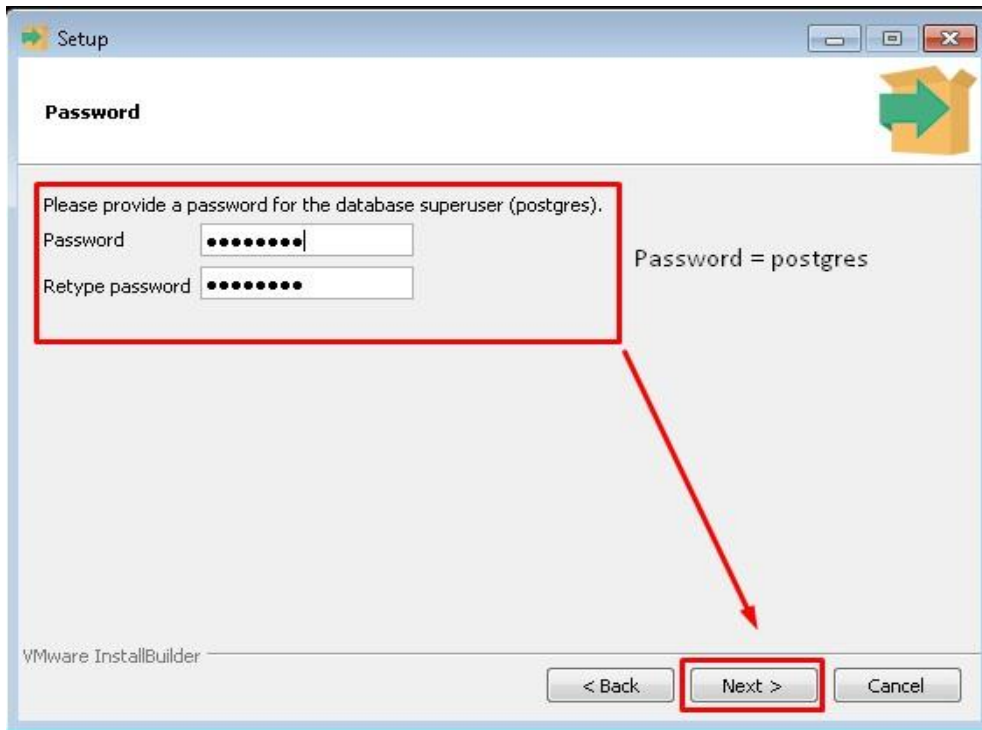 Setup
Password
Please provide a password for the database superuser (postgres).
Password ••••••••
Password = postgres
Retype password ••••••••
VMware InstallBuilder
< Back Next > Cancel